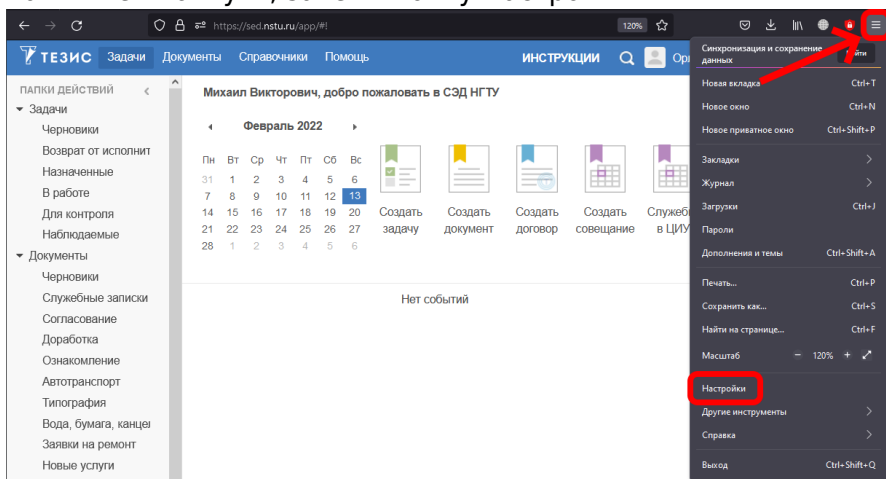 https://sed.nstu.ru/app/#!
120%
ТЕЗИС Задачи Документы Справочники Помощь ИНСТРУКЦИИ
Синхронизация и сохранение
данных
ПАПКИ ДЕЙСТВИЙ
Задачи
Черновики
Возврат от исполнит
Назначенные
В работе
Для контроля
Наблюдаемые
Документы
Черновики
Служебные записки
Согласование
Доработка
Ознакомление
Автотранспорт
Типография
Вода, бумага, канцел
Заявки на ремонт
Новые услуги
Михаил Викторович, добро пожаловать в СЭД НГТУ
Февраль 2022
Пн Вт Ср Чт Пт Сб Вс
31 1 2 3 4 5 6
7 8 9 10 11 12 13
14 15 16 17 18 19 20
21 22 23 24 25 26 27
28 1 2 3 4 5 6
Создать
задачу
Создать
документ
Создать
договор
Создать
совещание
Служеб
в ЦИУ
Нет событий
Новая вкладка Ctrl+T
Новое окно Ctrl+N
Новое приватное окно Ctrl+Shift+P
Закладки
Журнал
Загрузки Ctrl+J
Пароли
Дополнения и темы Ctrl+Shift+A
Печать... Ctrl+P
Сохранить как... Ctrl+S
Найти на странице... Ctrl+F
Масштаб − 120% +
Настройки
Другие инструменты
Справка
Выход Ctrl+Shift+Q